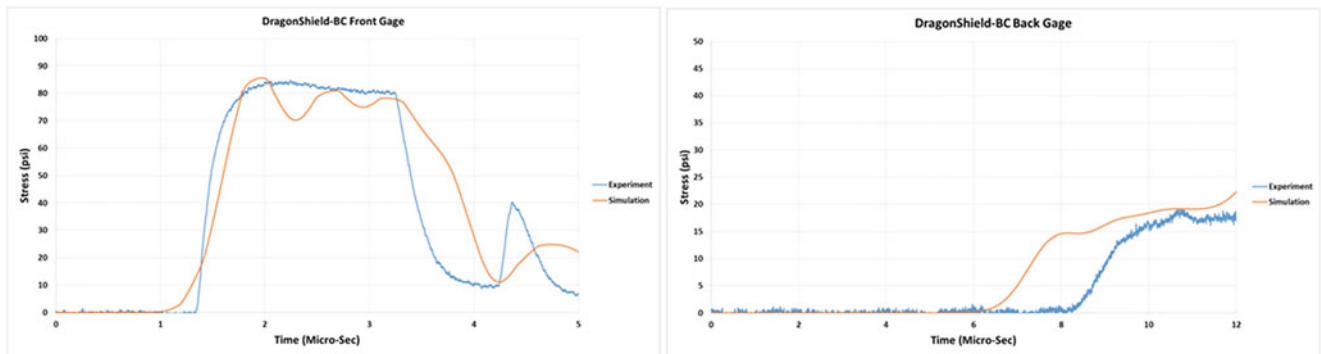 DragonShield-BC Front Gage
Stress (psi)
100
90
80
70
60
50
40
30
20
10
0
0 1 2 3 4 5
Time (Micro-Sec)
Experiment
Simulation
DragonShield-BC Back Gage
Stress (psi)
50
45
40
35
30
25
20
15
10
5
0
0 2 4 6 8 10 12
Time (Micro-Sec)
Experiment
Simulation